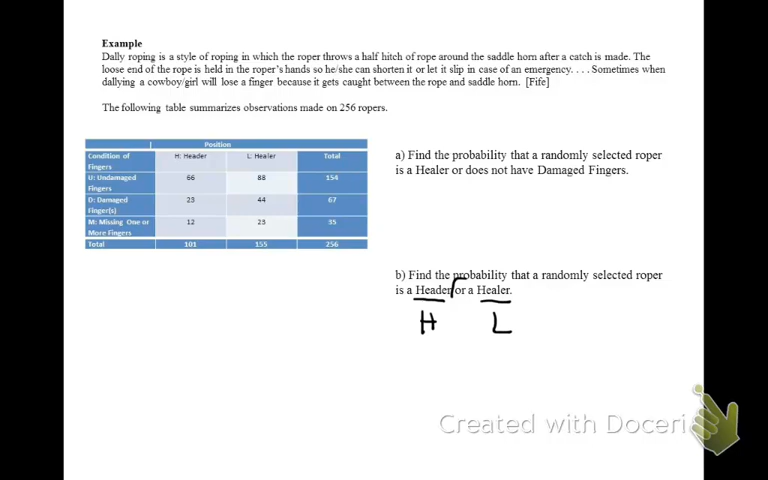 Example
Dally roping is a style of roping in which the roper throws a half hitch of rope around the saddle horn after a catch is made. The
loose end of the rope is held in the roper's hands so he/she can shorten it or let it slip in case of an emergency. . . . Sometimes when
dallying a cowboy/girl will lose a finger because it gets caught between the rope and saddle horn. [Fife]
The following table summarizes observations made on 256 ropers.
Position
Condition of Fingers H: Header L: Healer Total
U: Undamaged Fingers 66 88 154
D: Damaged Finger(s) 23 44 67
M: Missing One or More Fingers 12 23 35
Total 101 155 256
a) Find the probability that a randomly selected roper
is a Healer or does not have Damaged Fingers.
b) Find the probability that a randomly selected roper
is a Header or a Healer.
H L
Created with Doceri